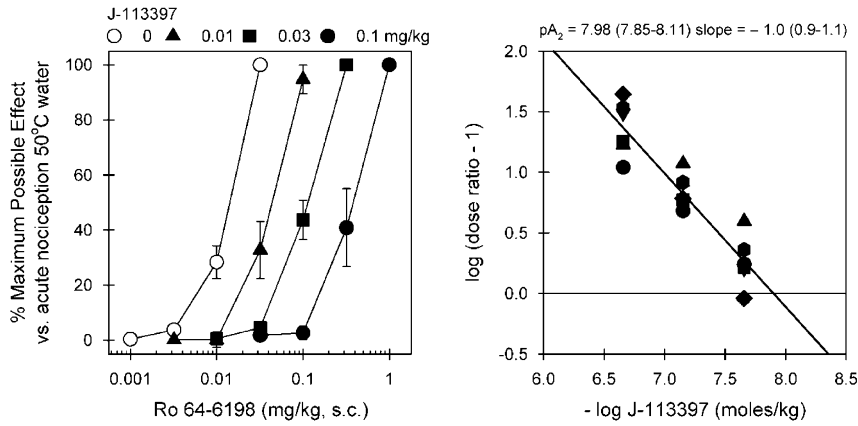 J-113397
0 0.01 0.03 0.1 mg/kg
% Maximum Possible Effect
vs. acute nociception 50°C water
100
80
60
40
20
0
0.001 0.01 0.1 1
Ro 64-6198 (mg/kg, s.c.)
pA2 = 7.98 (7.85-8.11) slope = - 1.0 (0.9-1.1)
log (dose ratio - 1)
2.0
1.5
1.0
0.5
0.0
-0.5
6.0 6.5 7.0 7.5 8.0 8.5
- log J-113397 (moles/kg)